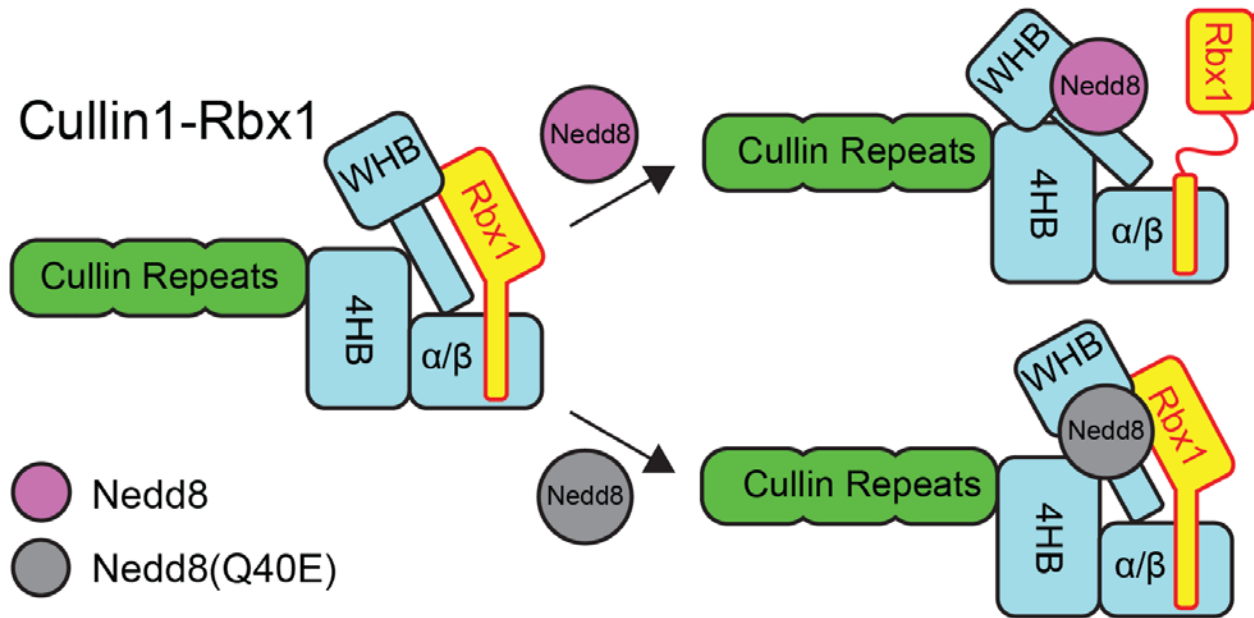 Cullin1-Rbx1
WHB
Rbx1
Cullin Repeats
4HB
α/β
Nedd8
WHB
Nedd8
Rbx1
Cullin Repeats
4HB
α/β
Nedd8
WHB
Nedd8
Rbx1
Cullin Repeats
4HB
α/β
Nedd8
Nedd8(Q40E)